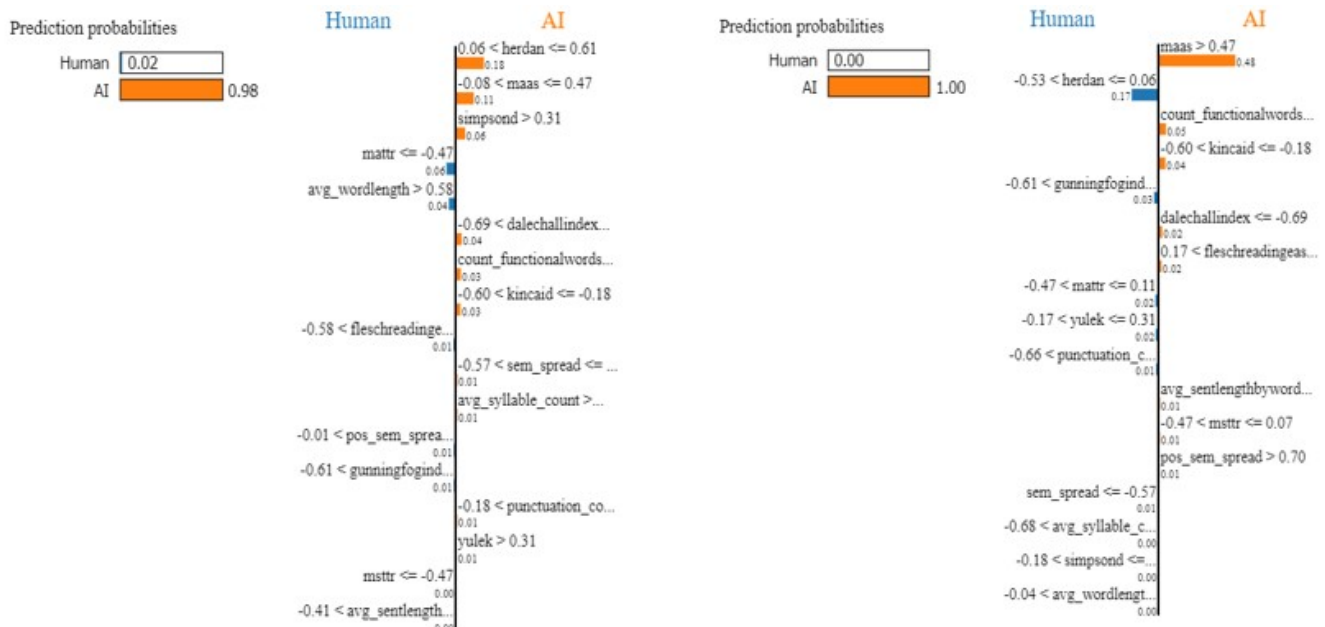 Prediction probabilities
Human 0.02
AI 0.98
Human AI
0.06 < herdan <= 0.61
0.18
-0.08 < maas <= 0.47
0.11
simpsond > 0.31
0.06
mattr <= -0.47
0.06
avg_wordlength > 0.58
0.04
-0.69 < dalechallindex...
0.04
count_functionalwords...
0.03
-0.60 < kincaid <= -0.18
0.03
-0.58 < fleschreadinge...
0.01
-0.57 < sem_spread <= ...
0.01
avg_syllable_count >...
0.01
-0.01 < pos_sem_sprea...
0.01
-0.61 < gunningfogind...
0.01
-0.18 < punctuation_co...
0.01
yulek > 0.31
0.01
msttr <= -0.47
0.00
-0.41 < avg_sentlength...
Prediction probabilities
Human 0.00
AI 1.00
Human AI
maas > 0.47
0.48
-0.53 < herdan <= 0.06
0.17
count_functionalwords...
0.05
-0.60 < kincaid <= -0.18
0.04
-0.61 < gunningfogind...
0.03
dalechallindex <= -0.69
0.02
0.17 < fleschreadingeas...
0.02
-0.47 < mattr <= 0.11
0.02
-0.17 < yulek <= 0.31
0.02
-0.66 < punctuation_c...
0.01
avg_sentlengthbyword...
0.01
-0.47 < msttr <= 0.07
0.01
pos_sem_spread > 0.70
0.01
sem_spread <= -0.57
0.01
-0.68 < avg_syllable_c...
0.00
-0.18 < simpsond <=...
0.00
-0.04 < avg_wordlengt...
0.00